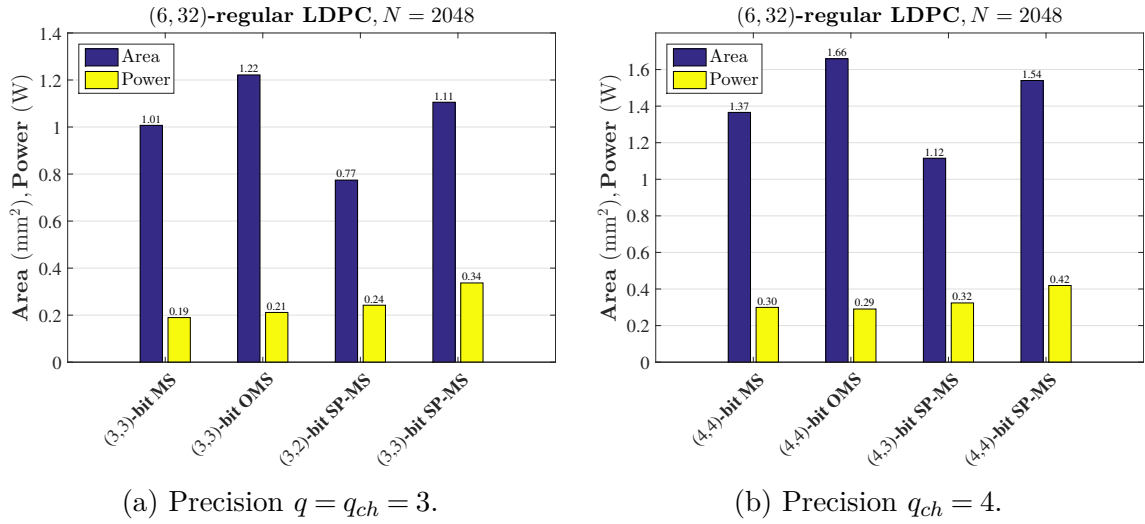 (6, 32)-regular LDPC, N = 2048
Area (mm²), Power (W)
1.4
1.2
1
0.8
0.6
0.4
0.2
0
Area
Power
1.01
0.19
1.22
0.21
0.77
0.24
1.11
0.34
(3,3)-bit MS
(3,3)-bit OMS
(3,2)-bit SP-MS
(3,3)-bit SP-MS
(a) Precision q = q_ch = 3.
(6, 32)-regular LDPC, N = 2048
Area (mm²), Power (W)
1.6
1.4
1.2
1
0.8
0.6
0.4
0.2
0
Area
Power
1.37
0.30
1.66
0.29
1.12
0.32
1.54
0.42
(4,4)-bit MS
(4,4)-bit OMS
(4,3)-bit SP-MS
(4,4)-bit SP-MS
(b) Precision q_ch = 4.